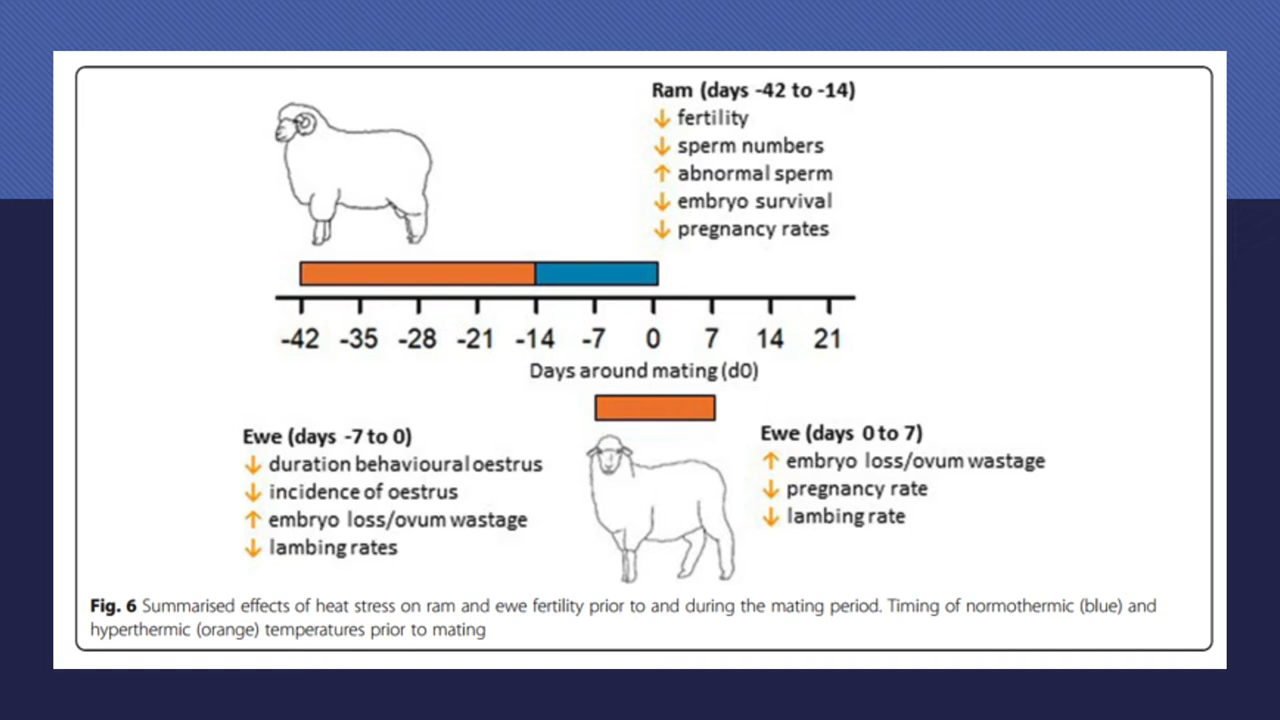 Ram (days -42 to -14)
↓ fertility
↓ sperm numbers
↑ abnormal sperm
↓ embryo survival
↓ pregnancy rates
-42 -35 -28 -21 -14 -7 0 7 14 21
Days around mating (d0)
Ewe (days -7 to 0)
↓ duration behavioural oestrus
↓ incidence of oestrus
↑ embryo loss/ovum wastage
↓ lambing rates
Ewe (days 0 to 7)
↑ embryo loss/ovum wastage
↓ pregnancy rate
↓ lambing rate
Fig. 6 Summarised effects of heat stress on ram and ewe fertility prior to and during the mating period. Timing of normothermic (blue) and
hyperthermic (orange) temperatures prior to mating